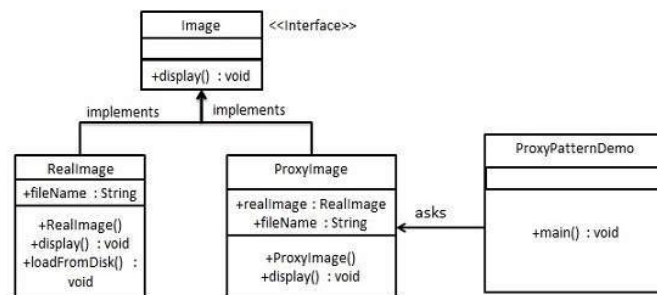 Image
<<Interface>>
+display() : void
implements
implements
RealImage
+fileName : String
+RealImage()
+display() : void
+loadFromDisk() :
void
ProxyImage
+realImage : RealImage
+fileName : String
+ProxyImage()
+display() : void
asks
ProxyPatternDemo
+main() : void